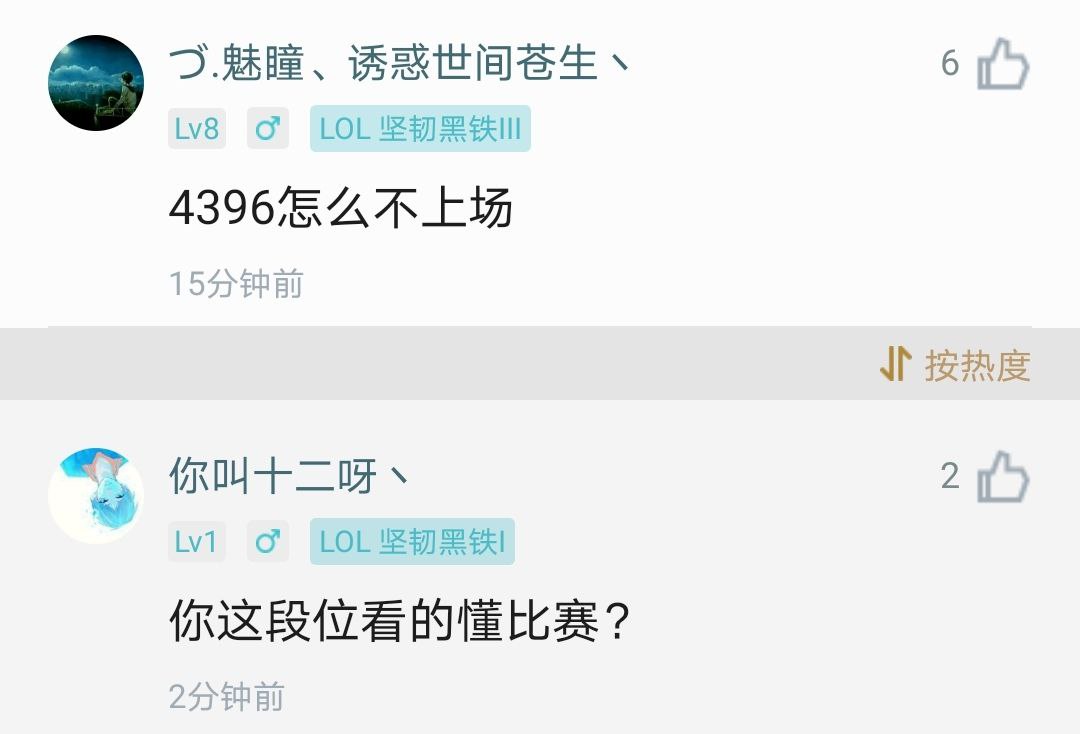 づ.魅瞳、诱惑世间苍生丶
6
Lv8 ♂ LOL 坚韧黑铁III
4396怎么不上场
15分钟前
按热度
你叫十二呀丶
2
Lv1 ♂ LOL 坚韧黑铁I
你这段位看的懂比赛？
2分钟前